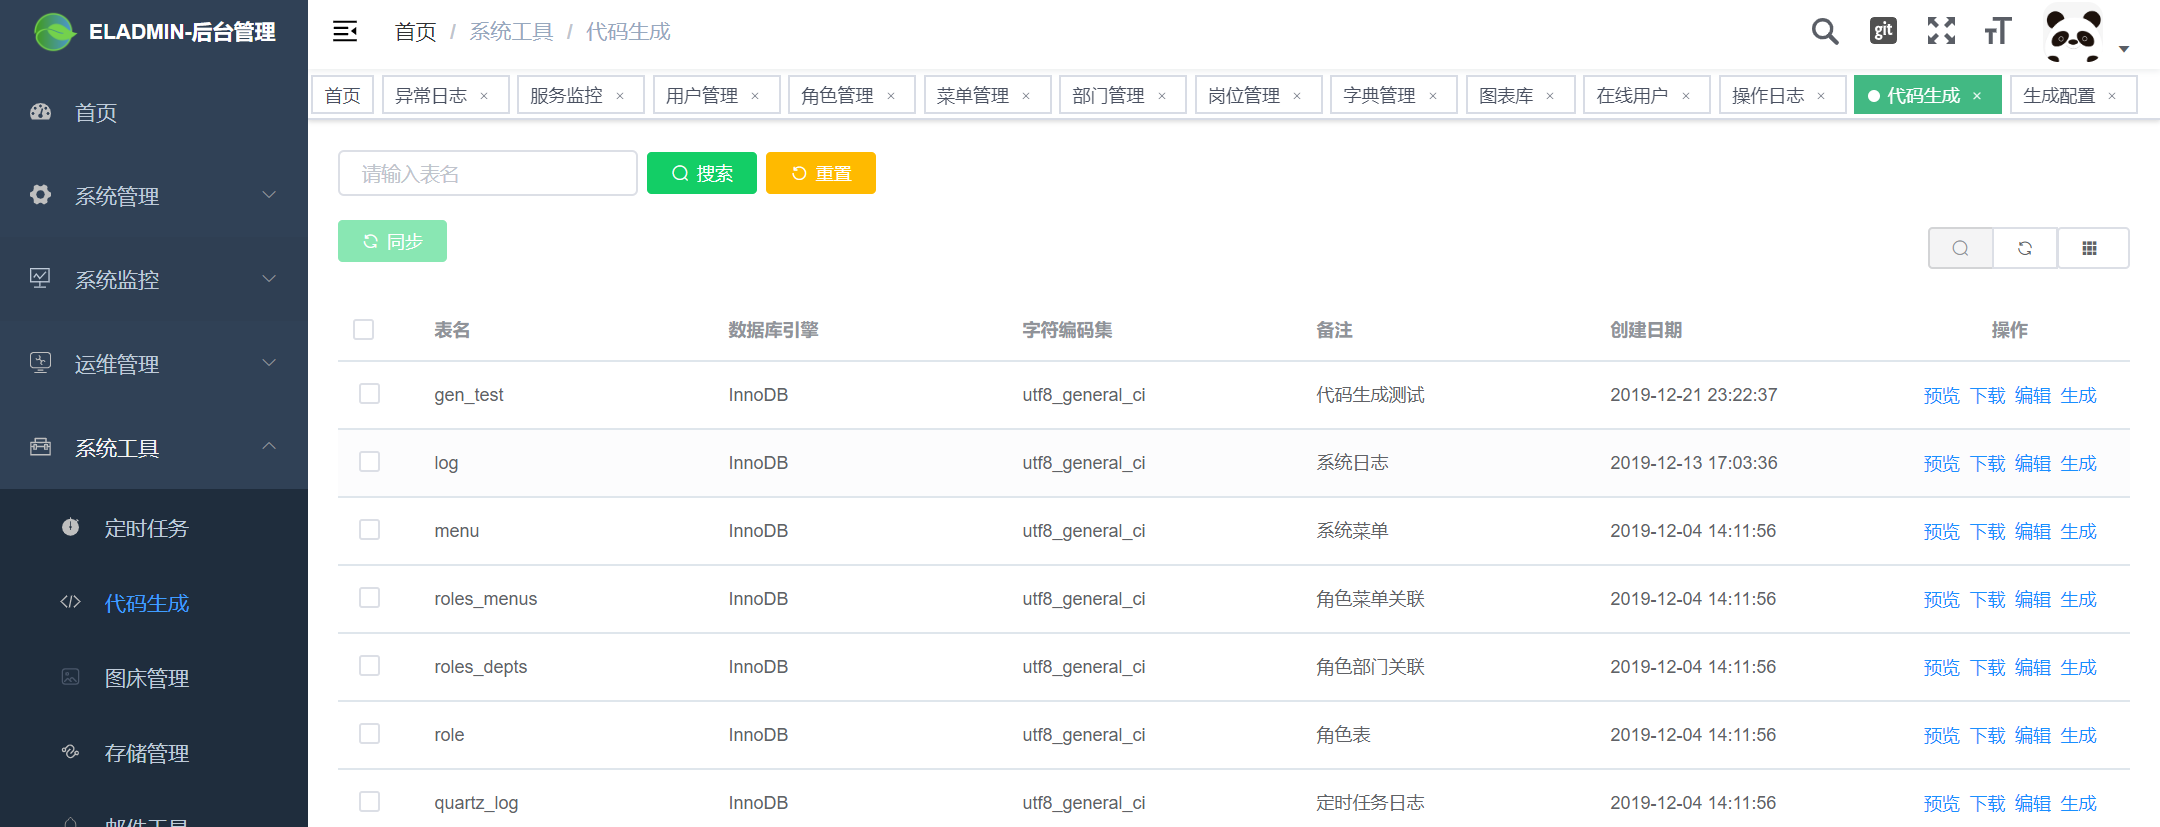 ELADMIN-后台管理
首页 / 系统工具 / 代码生成
git
首页 异常日志 × 服务监控 × 用户管理 × 角色管理 × 菜单管理 × 部门管理 × 岗位管理 × 字典管理 × 图表库 × 在线用户 × 操作日志 × 代码生成 × 生成配置 ×
首页
系统管理
系统监控
运维管理
系统工具
定时任务
代码生成
图床管理
存储管理
邮件工具
请输入表名 搜索 重置
同步
表名 数据库引擎 字符编码集 备注 创建日期 操作
gen_test InnoDB utf8_general_ci 代码生成测试 2019-12-21 23:22:37 预览 下载 编辑 生成
log InnoDB utf8_general_ci 系统日志 2019-12-13 17:03:36 预览 下载 编辑 生成
menu InnoDB utf8_general_ci 系统菜单 2019-12-04 14:11:56 预览 下载 编辑 生成
roles_menus InnoDB utf8_general_ci 角色菜单关联 2019-12-04 14:11:56 预览 下载 编辑 生成
roles_depts InnoDB utf8_general_ci 角色部门关联 2019-12-04 14:11:56 预览 下载 编辑 生成
role InnoDB utf8_general_ci 角色表 2019-12-04 14:11:56 预览 下载 编辑 生成
quartz_log InnoDB utf8_general_ci 定时任务日志 2019-12-04 14:11:56 预览 下载 编辑 生成